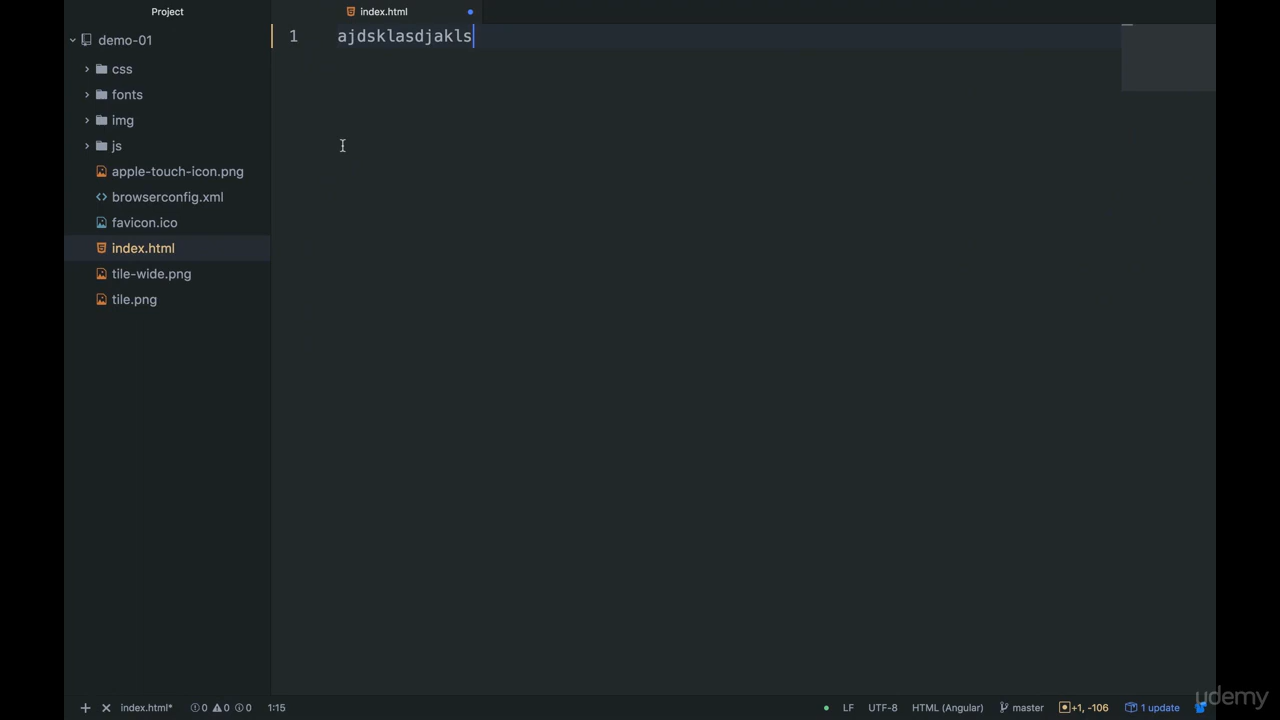 Project
index.html
demo-01
1 ajdsklasdjakls
css
fonts
img
js
apple-touch-icon.png
browserconfig.xml
favicon.ico
index.html
tile-wide.png
tile.png
index.html* 0 0 0 1:15 LF UTF-8 HTML (Angular) master +1, -106 1 update
udemy